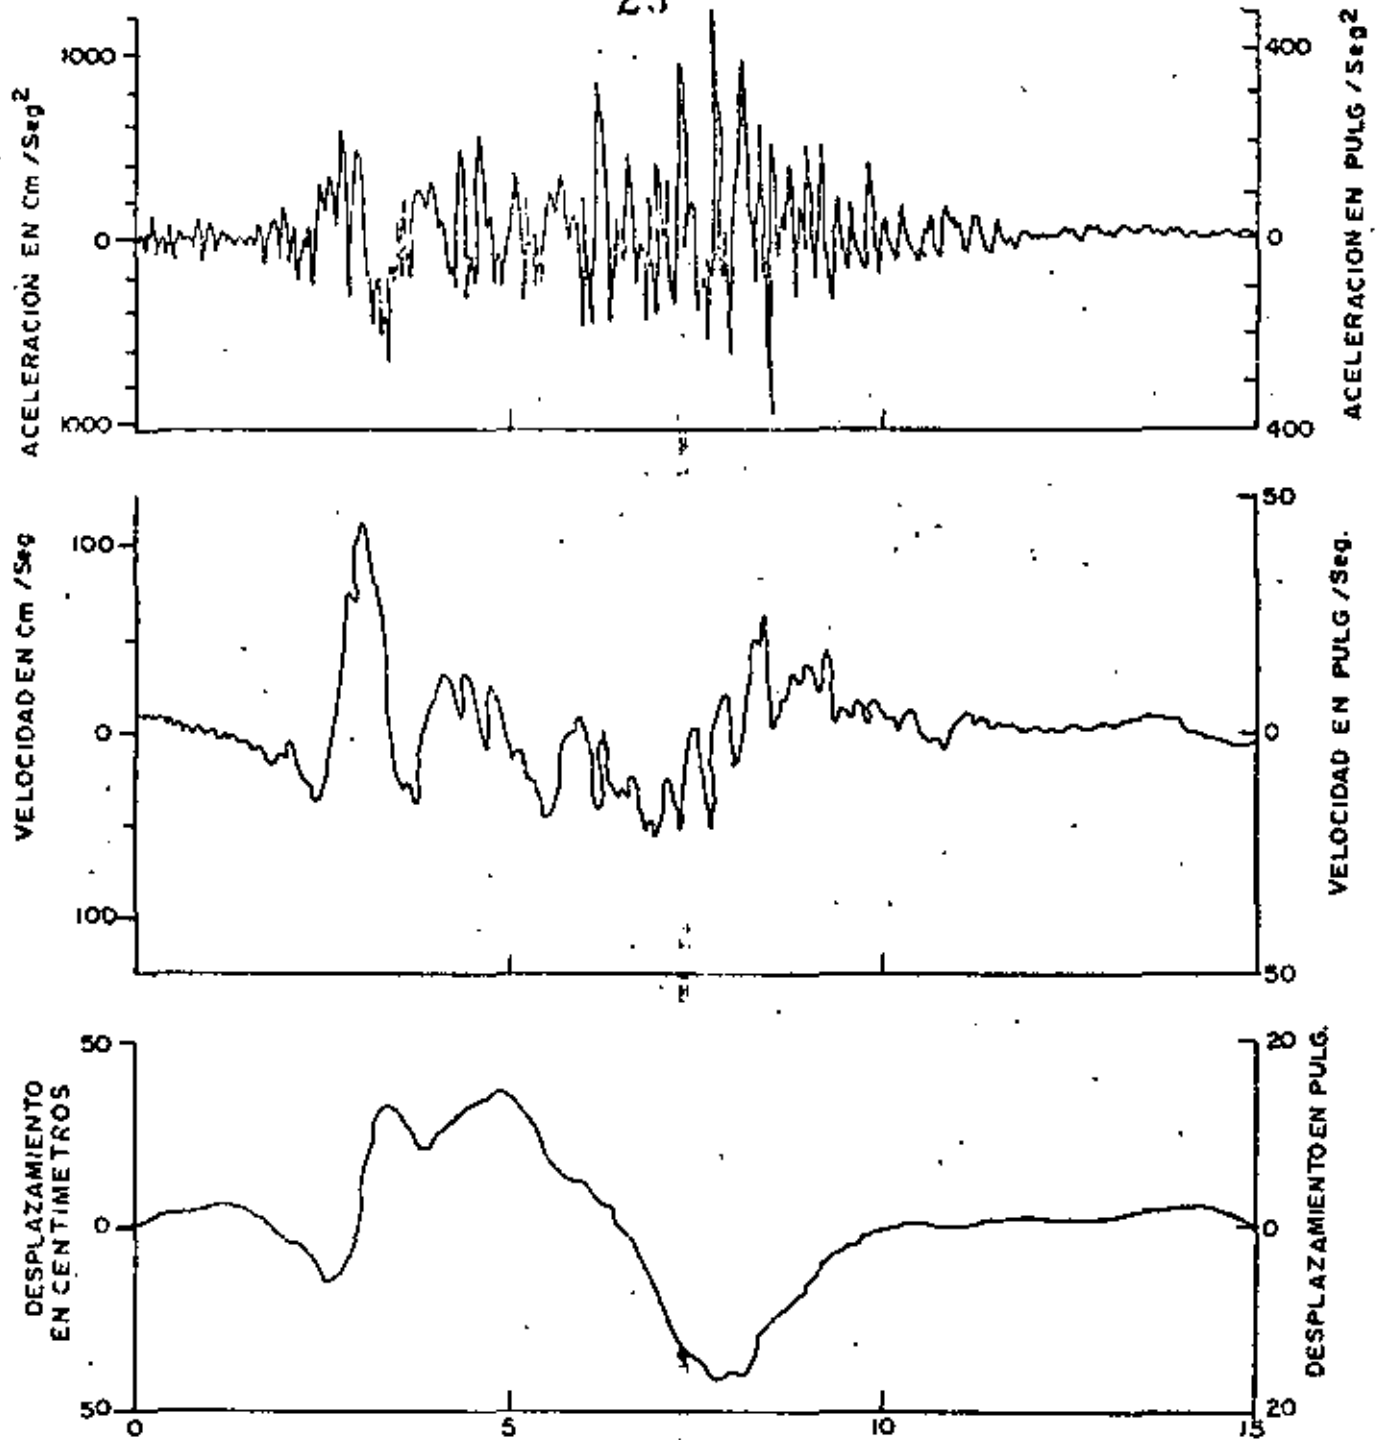 23
1000
0
1000
ACELERACION EN Cm /Seg2
400
0
400
ACELERACION EN PULG /Seg2
100
0
100
VELOCIDAD EN Cm /Seg
50
0
50
VELOCIDAD EN PULG /Seg.
50
0
50
DESPLAZAMIENTO
EN CENTIMETROS
20
0
20
DESPLAZAMIENTO EN PULG.
0 5 10 15